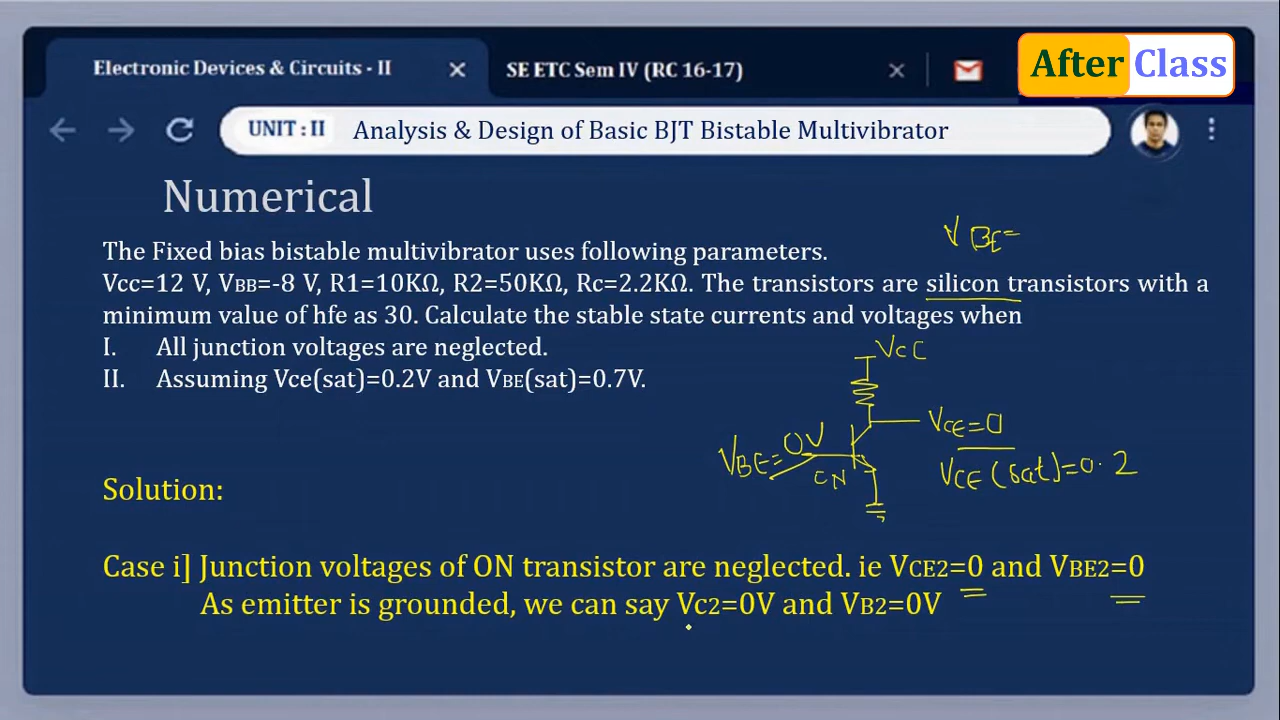 Electronic Devices & Circuits - II
SE ETC Sem IV (RC 16-17)
After Class
UNIT : II Analysis & Design of Basic BJT Bistable Multivibrator
Numerical
VBE=
The Fixed bias bistable multivibrator uses following parameters.
Vcc=12 V, VBB=-8 V, R1=10KΩ, R2=50KΩ, Rc=2.2KΩ. The transistors are silicon transistors with a
minimum value of hfe as 30. Calculate the stable state currents and voltages when
I. All junction voltages are neglected.
II. Assuming Vce(sat)=0.2V and VBE(sat)=0.7V.
VCC
VCE=0
VBE=0V
VCE(sat)=0.2
ON
Solution:
Case i] Junction voltages of ON transistor are neglected. ie VCE2=0 and VBE2=0
As emitter is grounded, we can say VC2=0V and VB2=0V